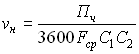 v_н = П_ч / (3600 F_ср C_1 C_2)